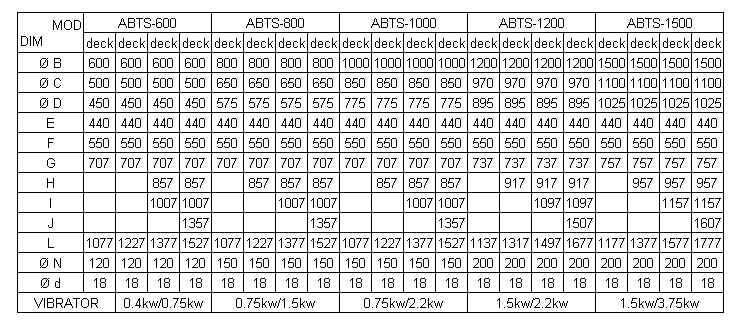 MOD ABTS-600 ABTS-800 ABTS-1000 ABTS-1200 ABTS-1500
DIM deck deck deck deck deck deck deck deck deck deck deck deck deck deck deck deck deck deck deck deck
Ø B 600 600 600 600 800 800 800 800 1000 1000 1000 1000 1200 1200 1200 1200 1500 1500 1500 1500
Ø C 500 500 500 500 650 650 650 650 850 850 850 850 970 970 970 970 1100 1100 1100 1100
Ø D 450 450 450 450 575 575 575 575 775 775 775 775 895 895 895 895 1025 1025 1025 1025
E 440 440 440 440 440 440 440 440 440 440 440 440 440 440 440 440 440 440 440 440
F 550 550 550 550 550 550 550 550 550 550 550 550 550 550 550 550 550 550 550 550
G 707 707 707 707 707 707 707 707 707 707 707 707 737 737 737 737 757 757 757 757
H 857 857 857 857 857 857 857 857 917 917 917 957 957 957
I 1007 1007 1007 1007 1007 1007 1097 1097 1157 1157
J 1357 1357 1357 1507 1607
L 1077 1227 1377 1527 1077 1227 1377 1527 1077 1227 1377 1527 1137 1317 1497 1677 1177 1377 1577 1777
Ø N 120 120 120 120 150 150 150 150 150 150 150 150 200 200 200 200 200 200 200 200
Ø d 18 18 18 18 18 18 18 18 18 18 18 18 18 18 18 18 18 18 18 18
VIBRATOR 0.4kw/0.75kw 0.75kw/1.5kw 0.75kw/2.2kw 1.5kw/2.2kw 1.5kw/3.75kw